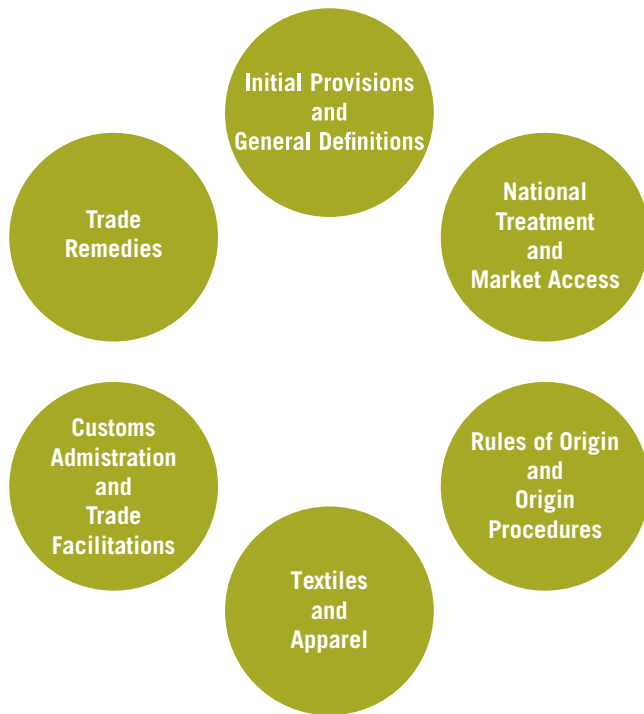 Initial Provisions
and
General Definitions
National
Treatment
and
Market Access
Rules of Origin
and
Origin
Procedures
Textiles
and
Apparel
Customs
Admistration
and
Trade
Facilitations
Trade
Remedies